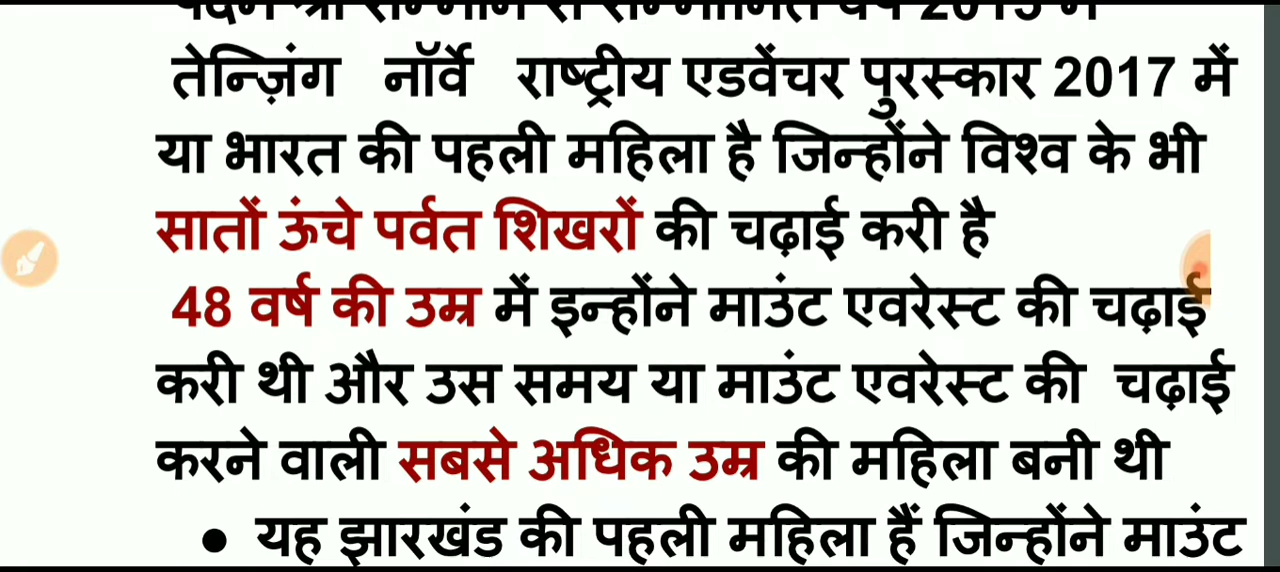 तेन्ज़िंग नॉर्वे राष्ट्रीय एडवेंचर पुरस्कार 2017 में
या भारत की पहली महिला है जिन्होंने विश्व के भी
सातों ऊंचे पर्वत शिखरों की चढ़ाई करी है
48 वर्ष की उम्र में इन्होंने माउंट एवरेस्ट की चढ़ाई
करी थी और उस समय या माउंट एवरेस्ट की चढ़ाई
करने वाली सबसे अधिक उम्र की महिला बनी थी
● यह झारखंड की पहली महिला हैं जिन्होंने माउंट